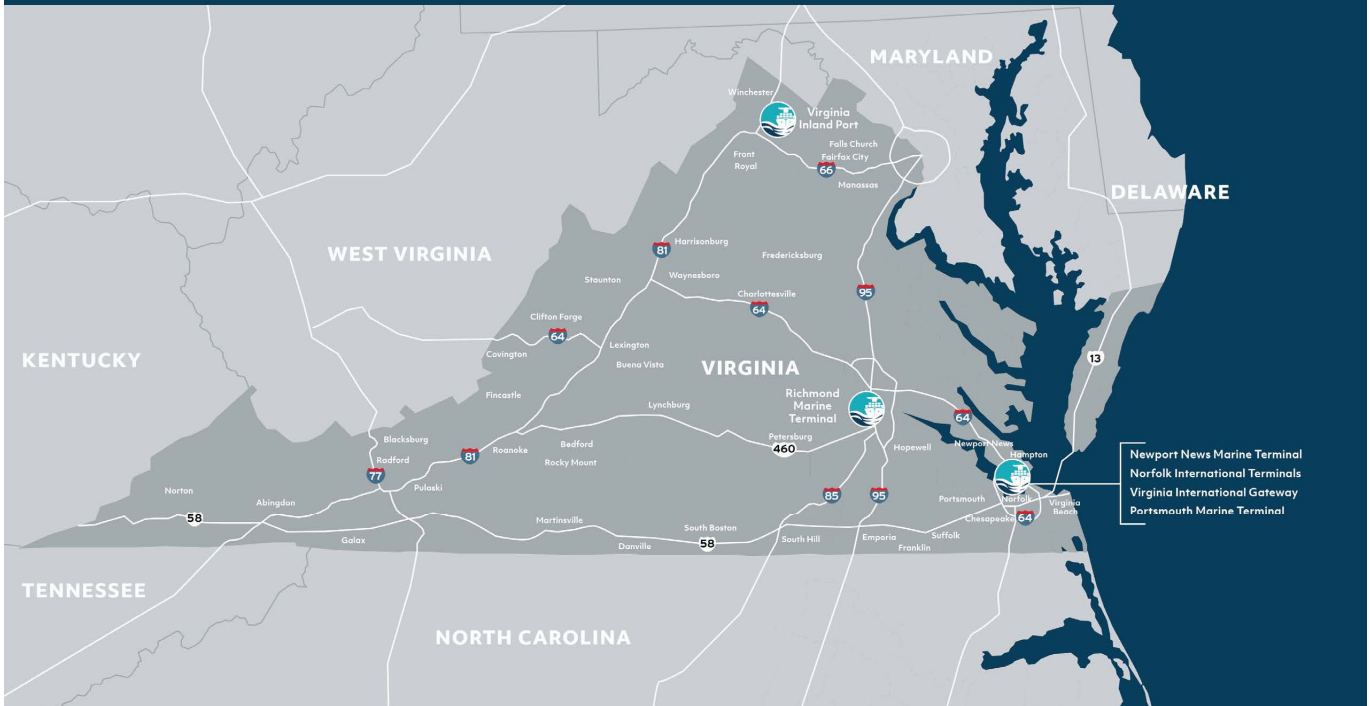 MARYLAND
Winchester
Virginia
Inland Port
Falls Church
Front
Royal
Fairfax City
66
Manassas
DELAWARE
WEST VIRGINIA
81
Harrisonburg
Fredericksburg
Staunton
Waynesboro
Charlottesville
95
64
Clifton Forge
64
Covington
Lexington
Buena Vista
KENTUCKY
VIRGINIA
13
Fincastle
Lynchburg
Richmond
Marine
Terminal
64
Blacksburg
Radford
77
81
Roanoke
Bedford
Rocky Mount
Petersburg
460
Hopewell
Newport News
Hampton
Newport News Marine Terminal
Norfolk International Terminals
Virginia International Gateway
Portsmouth Marine Terminal
Norton
58
Abingdon
Pulaski
85
95
Portsmouth
Norfolk
Virginia
Beach
Chesapeake
64
Galax
Martinsville
Danville
South Boston
58
South Hill
Emporia
Franklin
Suffolk
TENNESSEE
NORTH CAROLINA